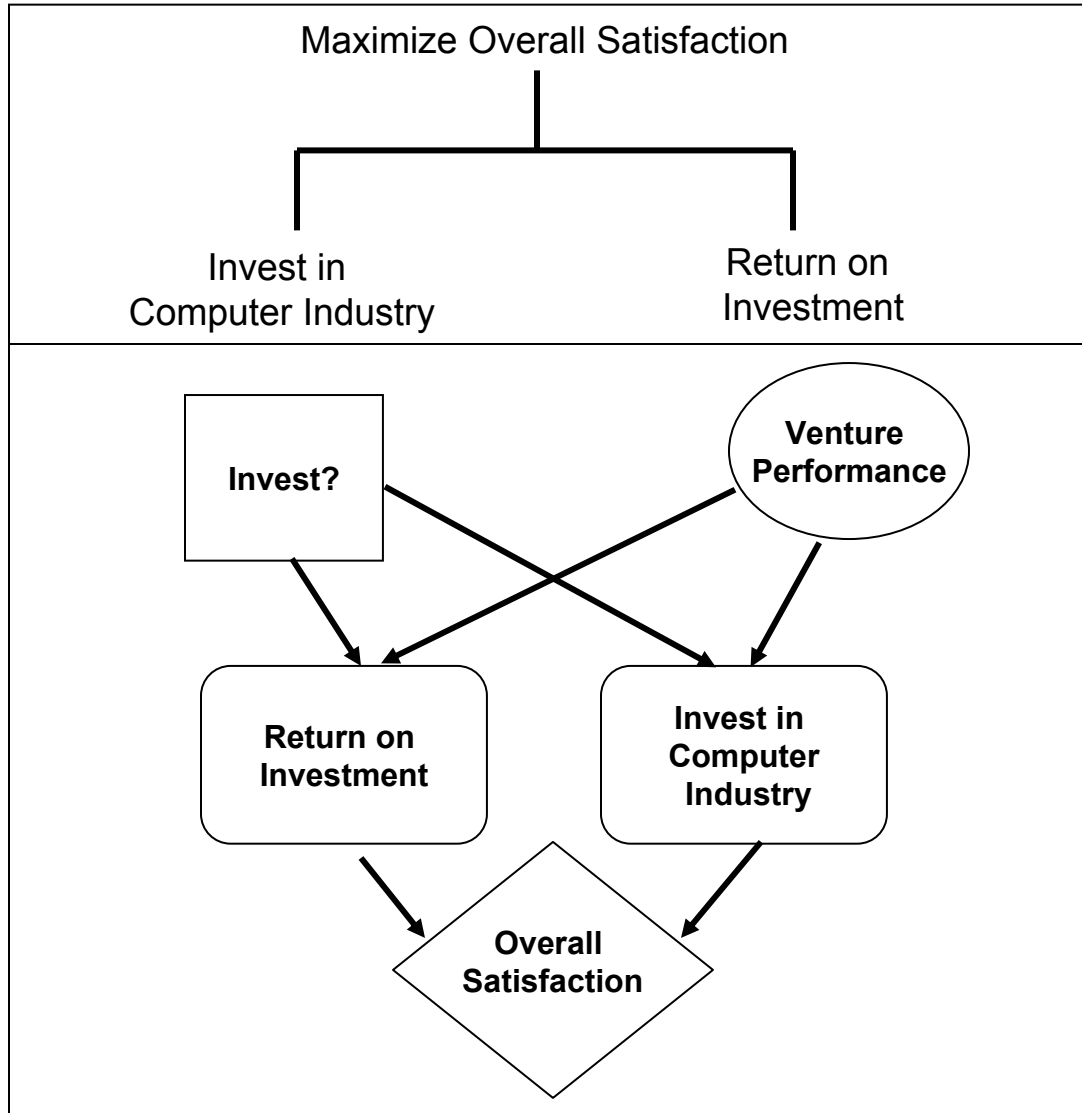 Maximize Overall Satisfaction
Invest in
Computer Industry
Return on
Investment
Invest?
Venture
Performance
Return on
Investment
Invest in
Computer
Industry
Overall
Satisfaction